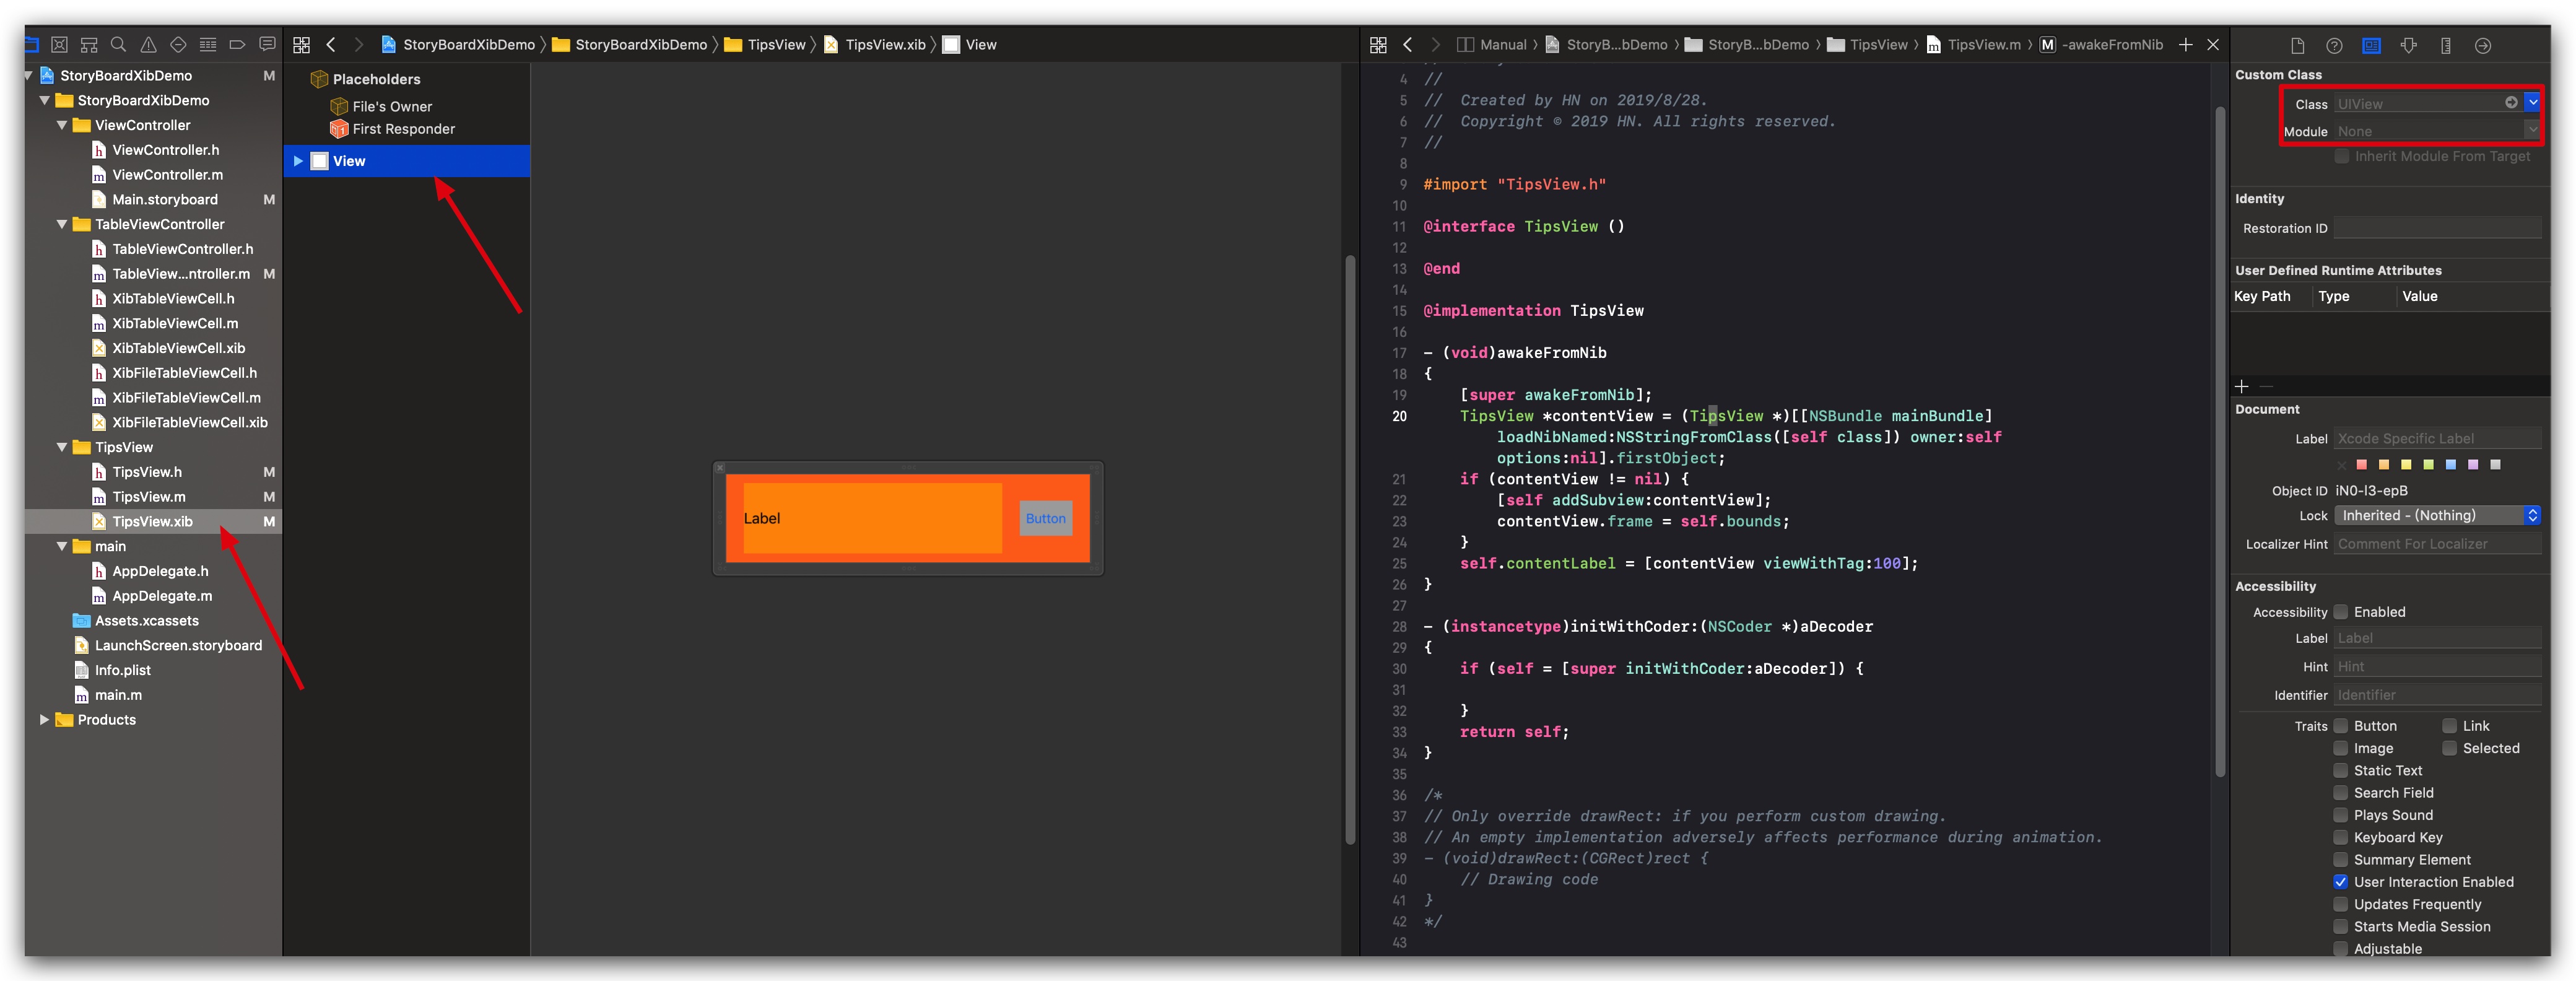 StoryBoardXibDemo
StoryBoardXibDemo
TipsView
TipsView.xib
View
Manual
StoryB...bDemo
StoryB...bDemo
TipsView
TipsView.m
M
-awakeFromNib
StoryBoardXibDemo M
StoryBoardXibDemo
ViewController
h ViewController.h
m ViewController.m
Main.storyboard M
TableViewController
h TableViewController.h
m TableView...ntroller.m M
h XibTableViewCell.h
m XibTableViewCell.m
XibTableViewCell.xib
h XibFileTableViewCell.h
m XibFileTableViewCell.m
XibFileTableViewCell.xib
TipsView
h TipsView.h M
m TipsView.m M
TipsView.xib M
main
h AppDelegate.h
m AppDelegate.m
Assets.xcassets
LaunchScreen.storyboard
Info.plist
m main.m
Products
Placeholders
File's Owner
First Responder
View
Label
Button
4 //
5 //  Created by HN on 2019/8/28.
6 //  Copyright © 2019 HN. All rights reserved.
7 //
8
9 #import "TipsView.h"
10
11 @interface TipsView ()
12
13 @end
14
15 @implementation TipsView
16
17 - (void)awakeFromNib
18 {
19 [super awakeFromNib];
20 TipsView *contentView = (TipsView *)[[NSBundle mainBundle]
loadNibNamed:NSStringFromClass([self class]) owner:self
options:nil].firstObject;
21 if (contentView != nil) {
22 [self addSubview:contentView];
23 contentView.frame = self.bounds;
24 }
25 self.contentLabel = [contentView viewWithTag:100];
26 }
27
28 - (instancetype)initWithCoder:(NSCoder *)aDecoder
29 {
30 if (self = [super initWithCoder:aDecoder]) {
31
32 }
33 return self;
34 }
35
36 /*
37 // Only override drawRect: if you perform custom drawing.
38 // An empty implementation adversely affects performance during animation.
39 - (void)drawRect:(CGRect)rect {
40 // Drawing code
41 }
42 */
43
Custom Class
Class UIView
Module None
Inherit Module From Target
Identity
Restoration ID
User Defined Runtime Attributes
Key Path Type Value
Document
Label Xcode Specific Label
Object ID iN0-l3-epB
Lock Inherited - (Nothing)
Localizer Hint Comment For Localizer
Accessibility
Accessibility Enabled
Label Label
Hint Hint
Identifier Identifier
Traits Button Link
Image Selected
Static Text
Search Field
Plays Sound
Keyboard Key
Summary Element
User Interaction Enabled
Updates Frequently
Starts Media Session
Adjustable